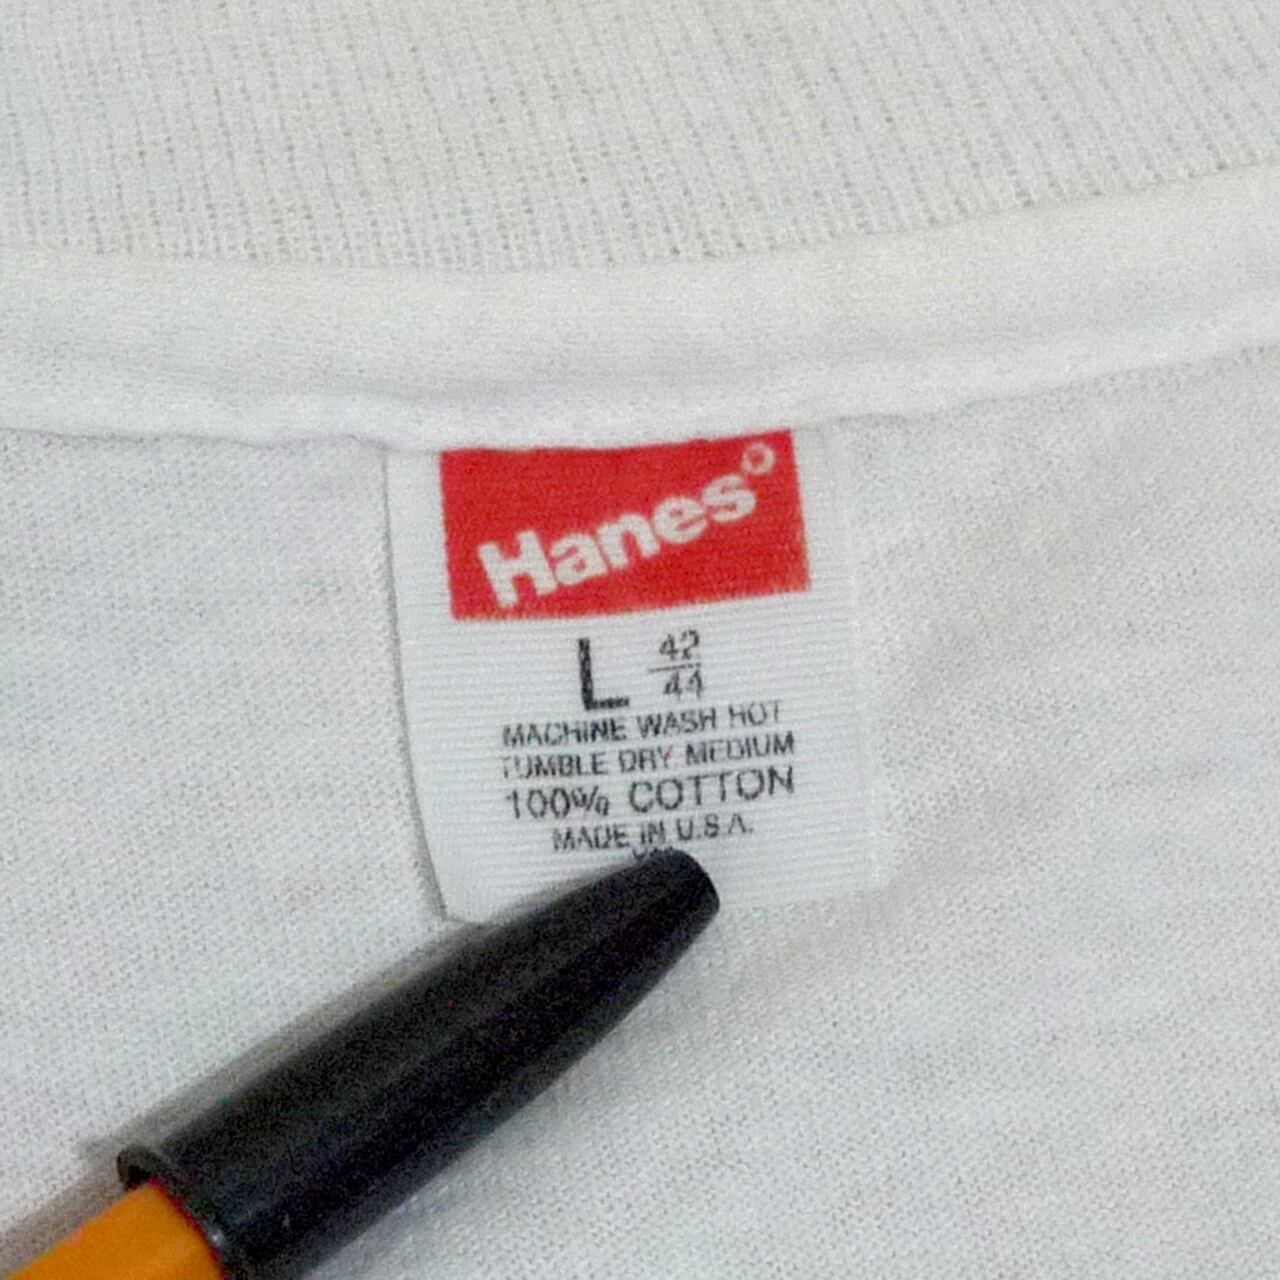 Hanes
L 42/44
MACHINE WASH HOT
TUMBLE DRY MEDIUM
100% COTTON
MADE IN U.S.A.